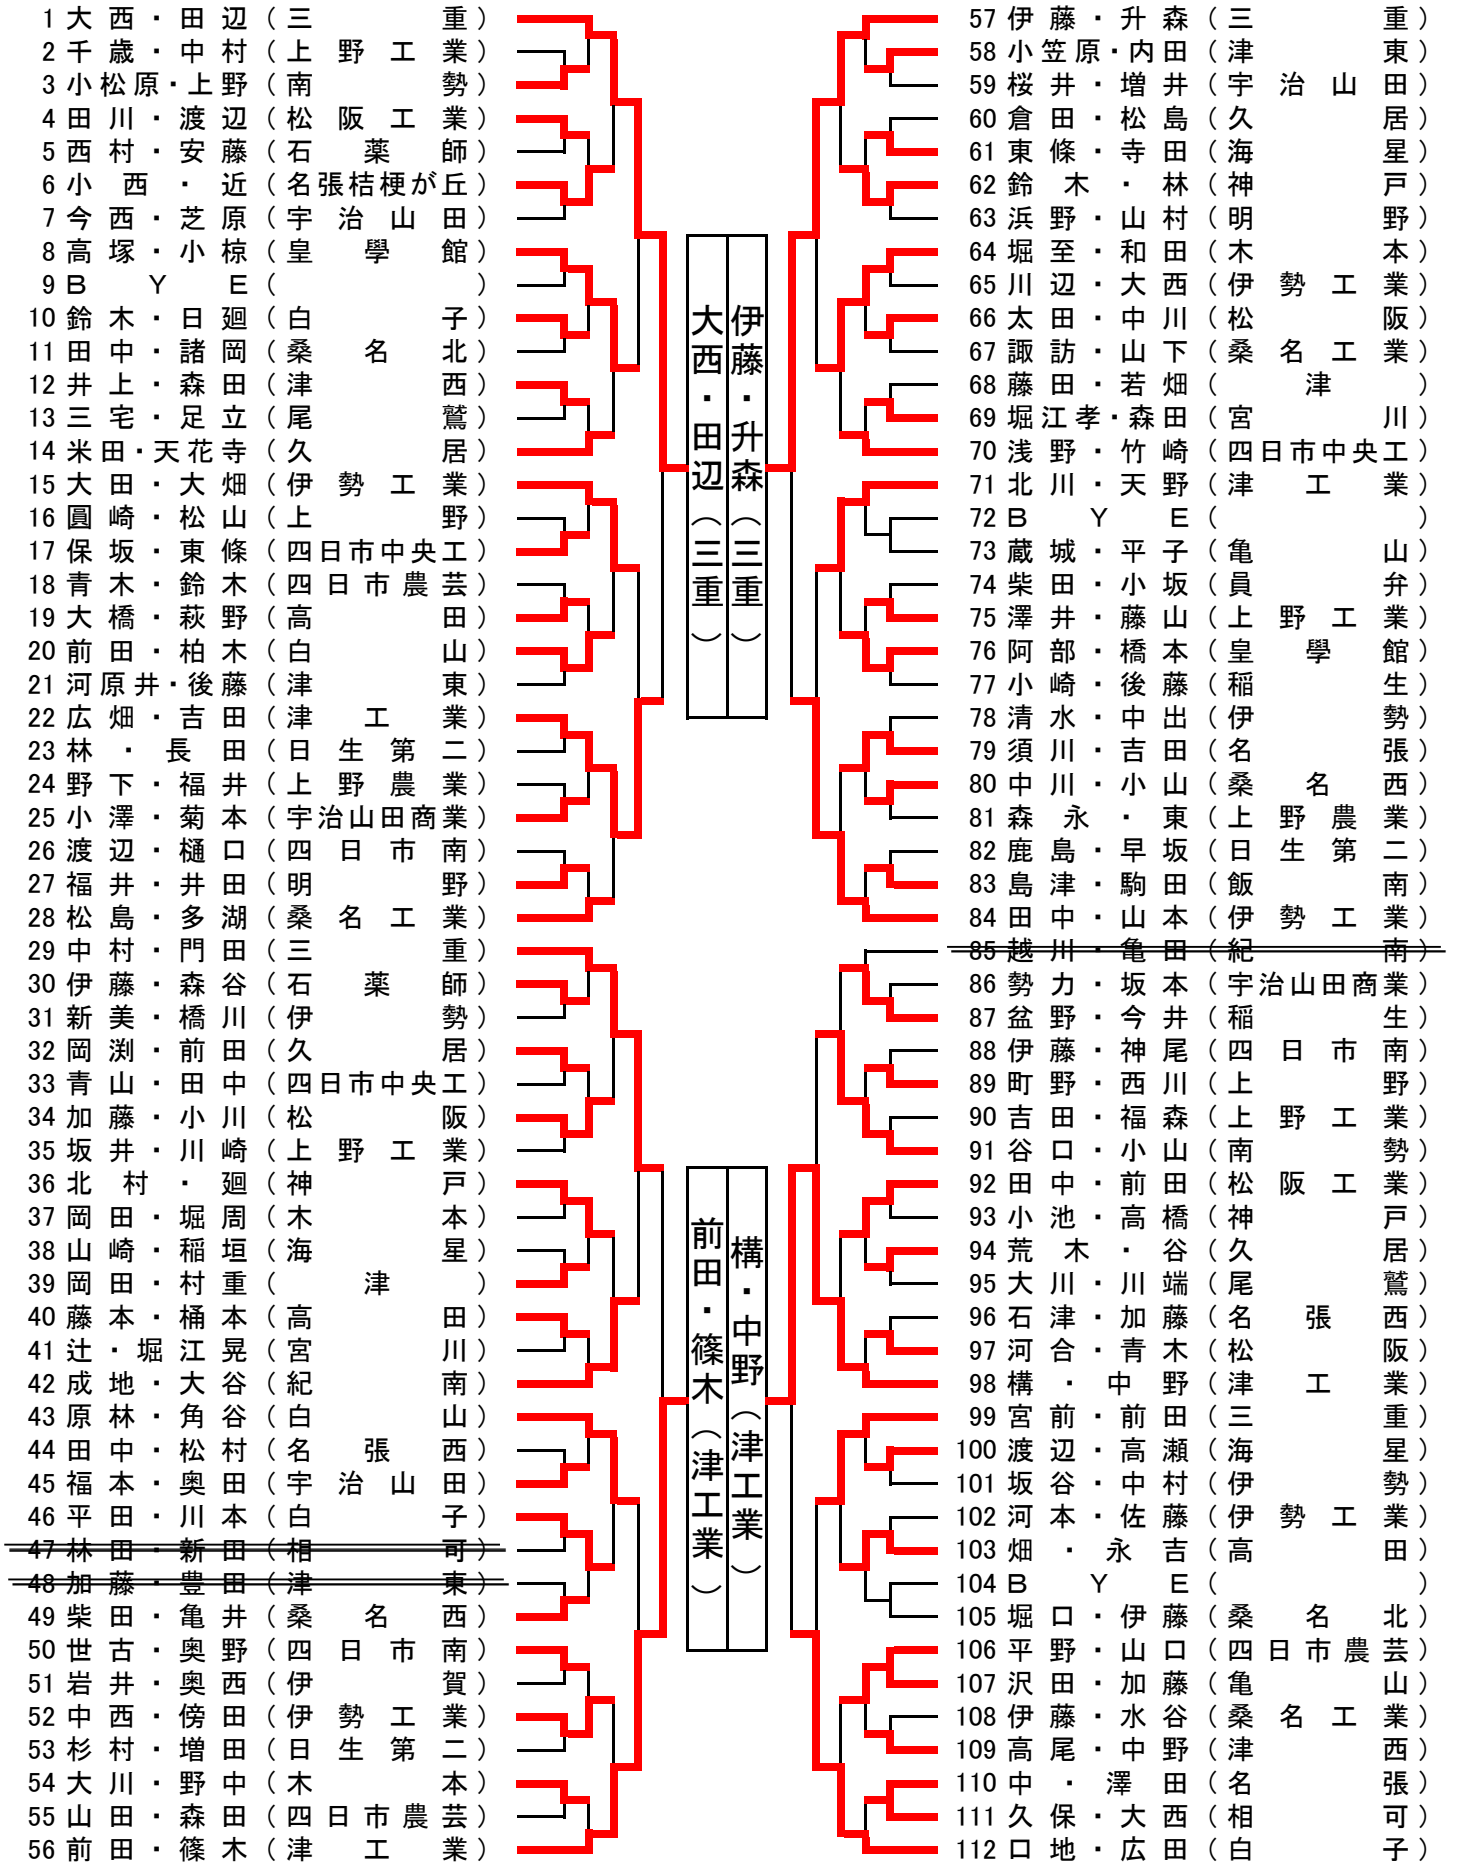 1 大西・田辺（三重）
2 千歳・中村（上野工業）
3 小松原・上野（南勢）
4 田川・渡辺（松阪工業）
5 西村・安藤（石薬師）
6 小西・近（名張桔梗が丘）
7 今西・芝原（宇治山田）
8 高塚・小椋（皇學館）
9 ＢＹＥ（）
10 鈴木・日廻（白子）
11 田中・諸岡（桑名北）
12 井上・森田（津西）
13 三宅・足立（尾鷲）
14 米田・天花寺（久居）
15 大田・大畑（伊勢工業）
16 圓崎・松山（上野）
17 保坂・東條（四日市中央工）
18 青木・鈴木（四日市農芸）
19 大橋・萩野（高田）
20 前田・柏木（白山）
21 河原井・後藤（津東）
22 広畑・吉田（津工業）
23 林・長田（日生第二）
24 野下・福井（上野農業）
25 小澤・菊本（宇治山田商業）
26 渡辺・樋口（四日市南）
27 福井・井田（明野）
28 松島・多湖（桑名工業）
29 中村・門田（三重）
30 伊藤・森谷（石薬師）
31 新美・橋川（伊勢）
32 岡渕・前田（久居）
33 青山・田中（四日市中央工）
34 加藤・小川（松阪）
35 坂井・川崎（上野工業）
36 北村・廻（神戸）
37 岡田・堀周（木本）
38 山崎・稲垣（海星）
39 岡田・村重（津）
40 藤本・桶本（高田）
41 辻・堀江晃（宮川）
42 成地・大谷（紀南）
43 原林・角谷（白山）
44 田中・松村（名張西）
45 福本・奥田（宇治山田）
46 平田・川本（白子）
47 林田・新田（相可）
48 加藤・豊田（津東）
49 柴田・亀井（桑名西）
50 世古・奥野（四日市南）
51 岩井・奥西（伊賀）
52 中西・傍田（伊勢工業）
53 杉村・増田（日生第二）
54 大川・野中（木本）
55 山田・森田（四日市農芸）
56 前田・篠木（津工業）
大西・田辺（三重）
伊藤・升森（三重）
前田・篠木（津工業）
構・中野（津工業）
57 伊藤・升森（三重）
58 小笠原・内田（津東）
59 桜井・増井（宇治山田）
60 倉田・松島（久居）
61 東條・寺田（海星）
62 鈴木・林（神戸）
63 浜野・山村（明野）
64 堀至・和田（木本）
65 川辺・大西（伊勢工業）
66 太田・中川（松阪）
67 諏訪・山下（桑名工業）
68 藤田・若畑（津）
69 堀江孝・森田（宮川）
70 浅野・竹崎（四日市中央工）
71 北川・天野（津工業）
72 ＢＹＥ（）
73 蔵城・平子（亀山）
74 柴田・小坂（員弁）
75 澤井・藤山（上野工業）
76 阿部・橋本（皇學館）
77 小崎・後藤（稲生）
78 清水・中出（伊勢）
79 須川・吉田（名張）
80 中川・小山（桑名西）
81 森永・東（上野農業）
82 鹿島・早坂（日生第二）
83 島津・駒田（飯南）
84 田中・山本（伊勢工業）
85 越川・亀田（紀南）
86 勢力・坂本（宇治山田商業）
87 盆野・今井（稲生）
88 伊藤・神尾（四日市南）
89 町野・西川（上野）
90 吉田・福森（上野工業）
91 谷口・小山（南勢）
92 田中・前田（松阪工業）
93 小池・高橋（神戸）
94 荒木・谷（久居）
95 大川・川端（尾鷲）
96 石津・加藤（名張西）
97 河合・青木（松阪）
98 構・中野（津工業）
99 宮前・前田（三重）
100 渡辺・高瀬（海星）
101 坂谷・中村（伊勢）
102 河本・佐藤（伊勢工業）
103 畑・永吉（高田）
104 ＢＹＥ（）
105 堀口・伊藤（桑名北）
106 平野・山口（四日市農芸）
107 沢田・加藤（亀山）
108 伊藤・水谷（桑名工業）
109 高尾・中野（津西）
110 中・澤田（名張）
111 久保・大西（相可）
112 口地・広田（白子）